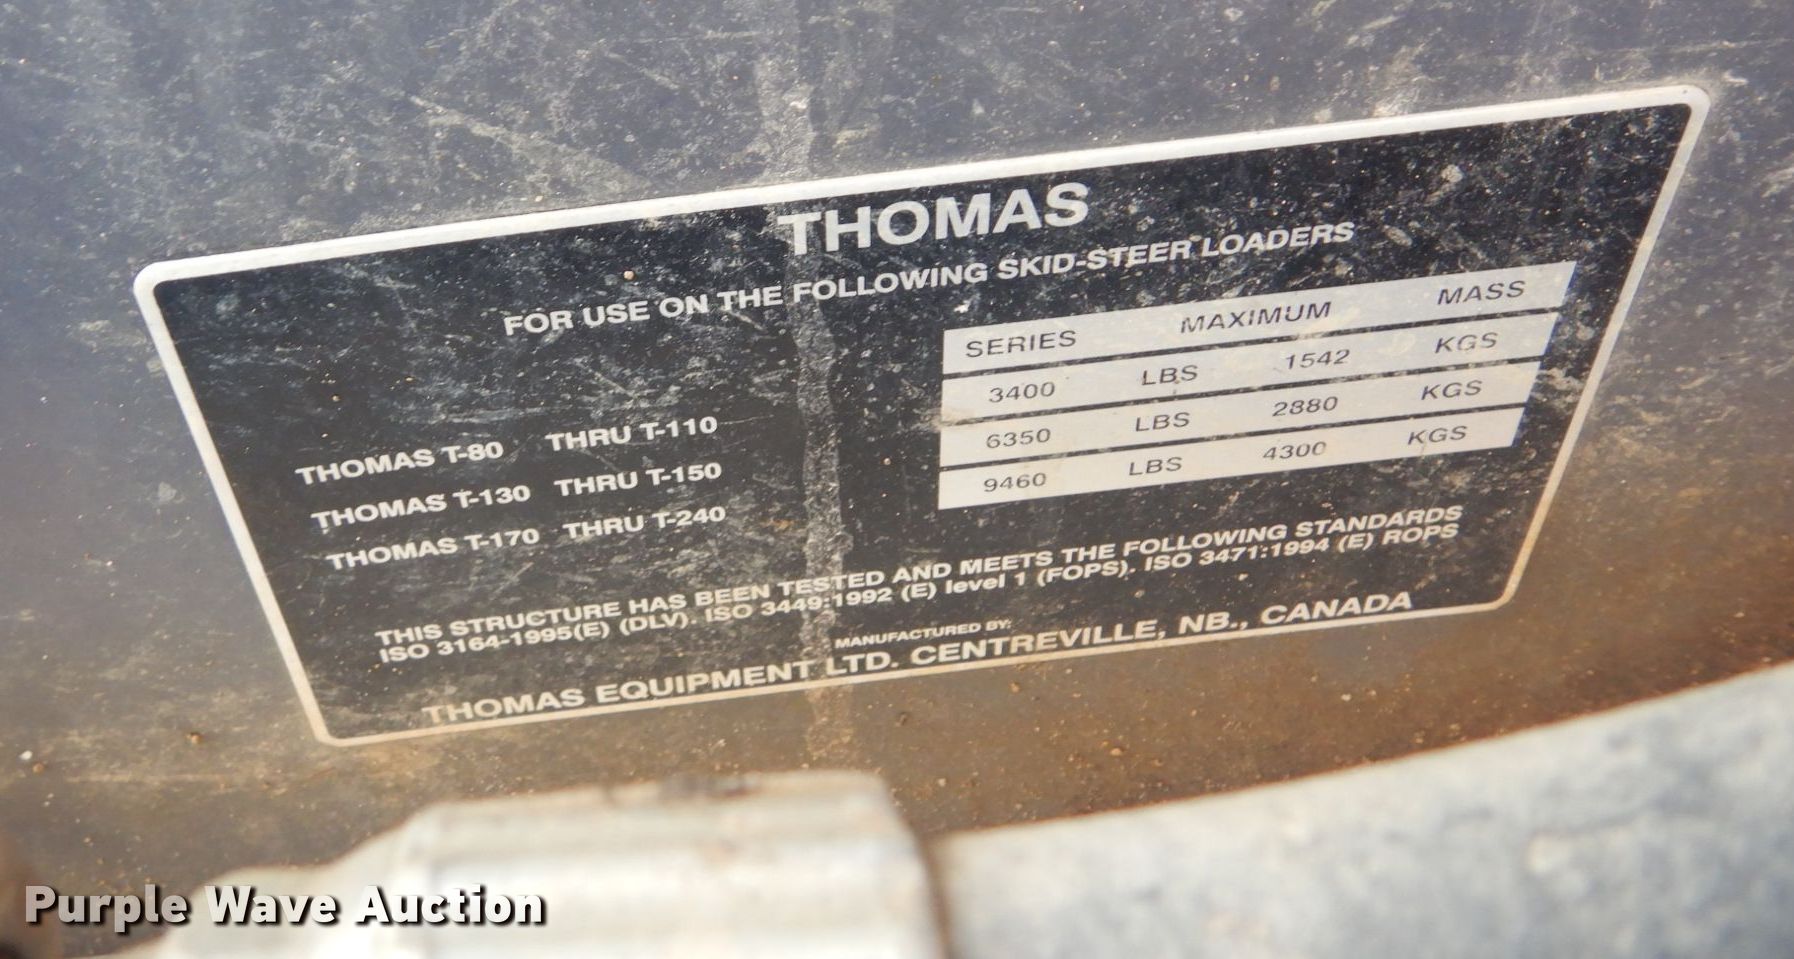 THOMAS
FOR USE ON THE FOLLOWING SKID-STEER LOADERS
SERIES MAXIMUM MASS
THOMAS T-80 THRU T-110 3400 LBS 1542 KGS
THOMAS T-130 THRU T-150 6350 LBS 2880 KGS
THOMAS T-170 THRU T-240 9460 LBS 4300 KGS
THIS STRUCTURE HAS BEEN TESTED AND MEETS THE FOLLOWING STANDARDS
ISO 3164-1995(E) (DLV). ISO 3449:1992 (E) level 1 (FOPS). ISO 3471:1994 (E) ROPS
MANUFACTURED BY:
THOMAS EQUIPMENT LTD. CENTREVILLE, NB., CANADA
Purple Wave Auction